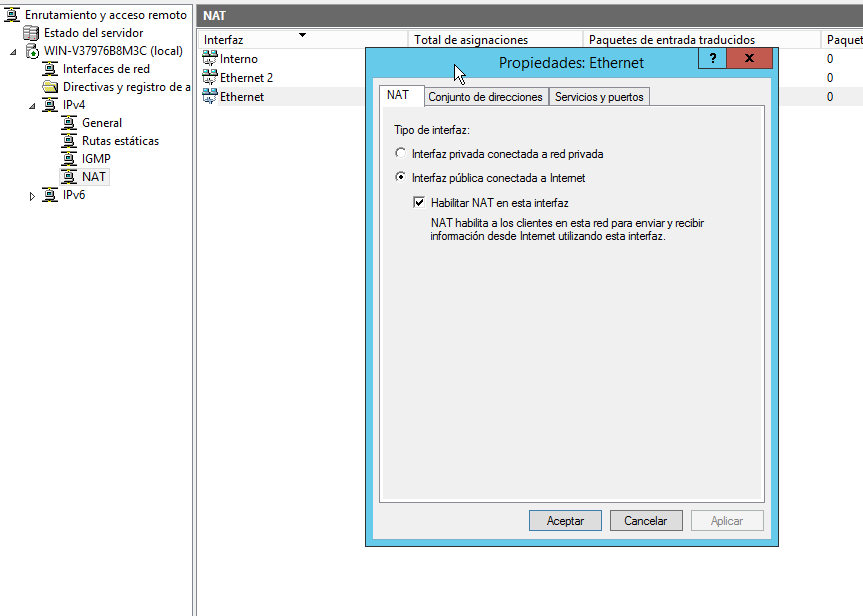 Enrutamiento y acceso remoto
Estado del servidor
WIN-V37976B8M3C (local)
Interfaces de red
Directivas y registro de a
IPv4
General
Rutas estáticas
IGMP
NAT
IPv6
NAT
Interfaz
Total de asignaciones
Paquetes de entrada traducidos
Paquet
Interno
0
Ethernet 2
0
Ethernet
0
Propiedades: Ethernet
?
x
NAT
Conjunto de direcciones
Servicios y puertos
Tipo de interfaz:
Interfaz privada conectada a red privada
Interfaz pública conectada a Internet
Habilitar NAT en esta interfaz
NAT habilita a los clientes en esta red para enviar y recibir
información desde Internet utilizando esta interfaz.
Aceptar
Cancelar
Aplicar